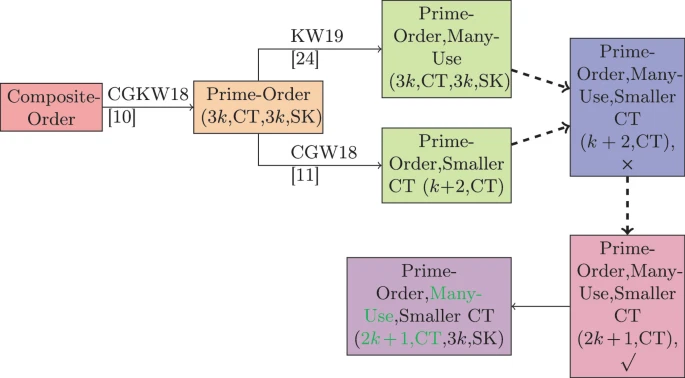 Composite-
Order
CGKW18
[10]
Prime-Order
(3k,CT,3k,SK)
KW19
[24]
CGW18
[11]
Prime-
Order,Many-
Use
(3k,CT,3k,SK)
Prime-
Order,Smaller
CT (k+2,CT)
Prime-
Order,Many-
Use,Smaller
CT
(k + 2,CT),
×
Prime-
Order,Many-
Use,Smaller
CT
(2k+1,CT),
√
Prime-
Order,Many-
Use,Smaller CT
(2k + 1,CT,3k,SK)